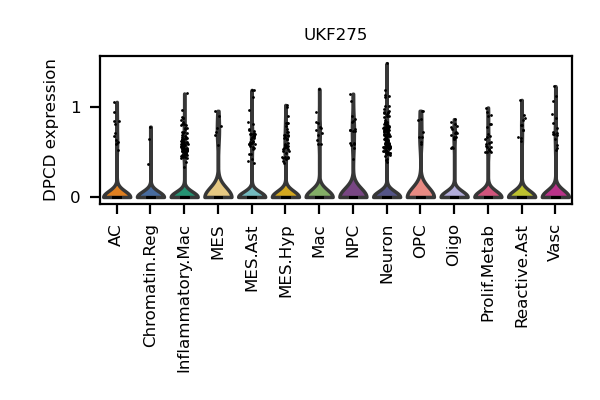 UKF275
DPCD expression
1
0
AC
Chromatin.Reg
Inflammatory.Mac
MES
MES.Ast
MES.Hyp
Mac
NPC
Neuron
OPC
Oligo
Prolif.Metab
Reactive.Ast
Vasc